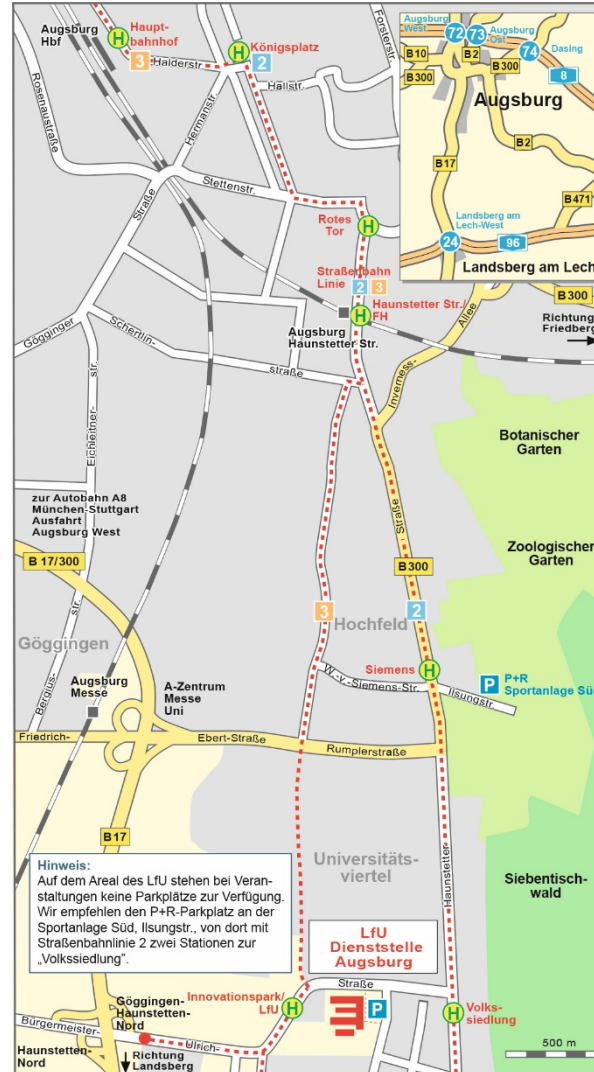 Augsburg
Hbf
Haupt-
bahnhof
H
3
Halderstr.
H
Königsplatz
2
Hallstr.
Forsterstr.
Rosenaustraße
Hermanstr.
Stettenstr.
Straße
Gögginger
Rotes
Tor
H
Straßenbahn
Linie
2
3
H
Haunstetter Str./
FH
Augsburg
Haunstetter Str.
Schertlin-
straße
Inverness-
Allee
Eichleitner-
str.
Augsburg
West
72
73
Augsburg
Ost
74
Dasing
B10
B2
B300
B300
8
Augsburg
B2
B17
B471
Landsberg am
Lech-West
24
96
Landsberg am Lech
B300
Richtung
Friedberg
Botanischer
Garten
Zoologischer
Garten
zur Autobahn A8
München-Stuttgart
Ausfahrt
Augsburg West
B 17/300
Straße
B300
3
2
Hochfeld
Göggingen
Bergius-
str.
Siemens
H
W.-v.-Siemens-Str.
Ilsungstr.
P
P+R
Sportanlage Süd
Augsburg
Messe
A-Zentrum
Messe
Uni
Friedrich-
Ebert-Straße
Rumplerstraße
B17
Haunstetter
Universitäts-
viertel
Siebentisch-
wald
Hinweis:
Auf dem Areal des LfU stehen bei Veran-
staltungen keine Parkplätze zur Verfügung.
Wir empfehlen den P+R-Parkplatz an der
Sportanlage Süd, Ilsungstr., von dort mit
Straßenbahnlinie 2 zwei Stationen zur
„Volkssiedlung".
LfU
Dienststelle
Augsburg
Straße
Innovationspark/
LfU
H
P
H
Volks-
siedlung
Göggingen-
Haunstetten-
Nord
Bürgermeister-
Ulrich-
Haunstetten-
Nord
Richtung
Landsberg
500 m